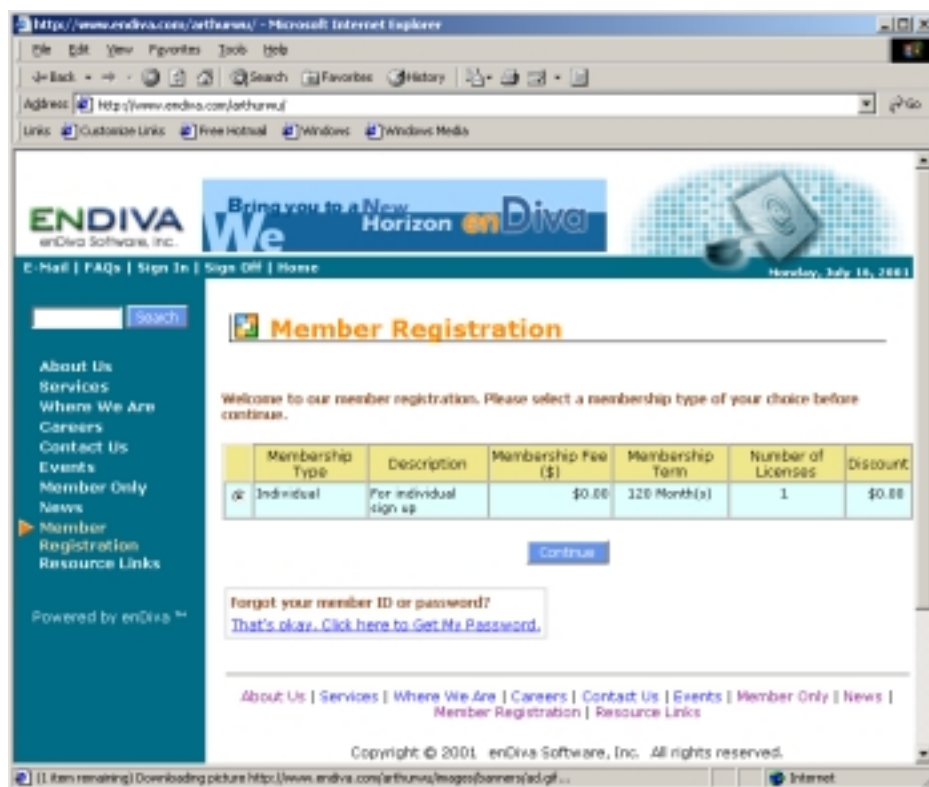 http://www.endiva.com/arthurwu/ - Microsoft Internet Explorer
File Edit View Favorites Tools Help
Back Search Favorites History
Address http://www.endiva.com/arthurwu/ Go
Links Customize Links Free Hotmail Windows Windows Media
ENDIVA
enDiva Software, Inc.
Bring you to a New
We Horizon enDiva
E-Mail | FAQs | Sign In | Sign Off | Home
Monday, July 16, 2001
Search
Member Registration
About Us
Services
Where We Are
Careers
Contact Us
Events
Member Only
News
Member
Registration
Resource Links
Powered by enDiva ™
Welcome to our member registration. Please select a membership type of your choice before
continue.
Membership Type Description Membership Fee ($) Membership Term Number of Licenses Discount
Individual For individual sign up $0.00 120 Month(s) 1 $0.00
Continue
Forgot your member ID or password?
That's okay. Click here to Get My Password.
About Us | Services | Where We Are | Careers | Contact Us | Events | Member Only | News |
Member Registration | Resource Links
Copyright © 2001 enDiva Software, Inc. All rights reserved.
(1 item remaining) Downloading picture http://www.endiva.com/arthurwu/images/banners/ad.gif...
Internet